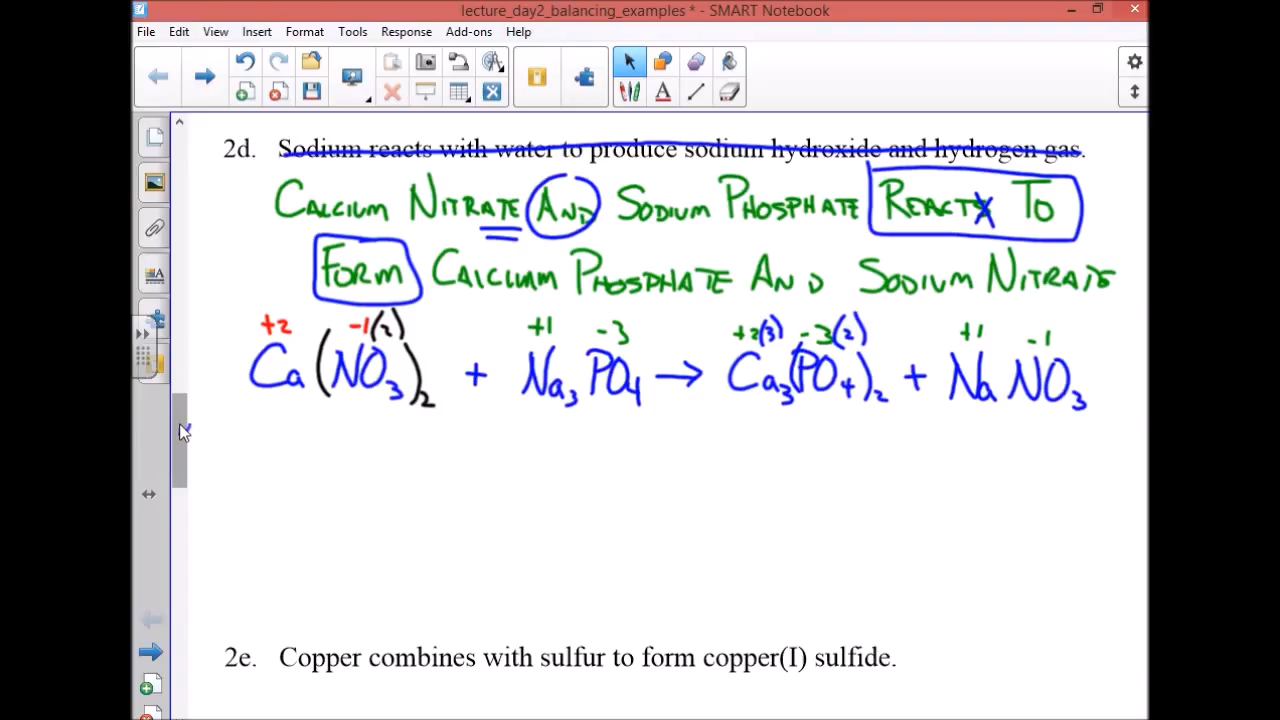 lecture_day2_balancing_examples * - SMART Notebook
File Edit View Insert Format Tools Response Add-ons Help
2d. Sodium reacts with water to produce sodium hydroxide and hydrogen gas.
CALCIUM NITRATE AND SODIUM PHOSPHATE REACTS TO
FORM CALCIUM PHOSPHATE AND SODIUM NITRATE
+2 -1(2) +1 -3 +2(3) -3(2) +1 -1
Ca(NO₃)₂ + Na₃PO₄ → Ca₃(PO₄)₂ + NaNO₃
2e. Copper combines with sulfur to form copper(I) sulfide.